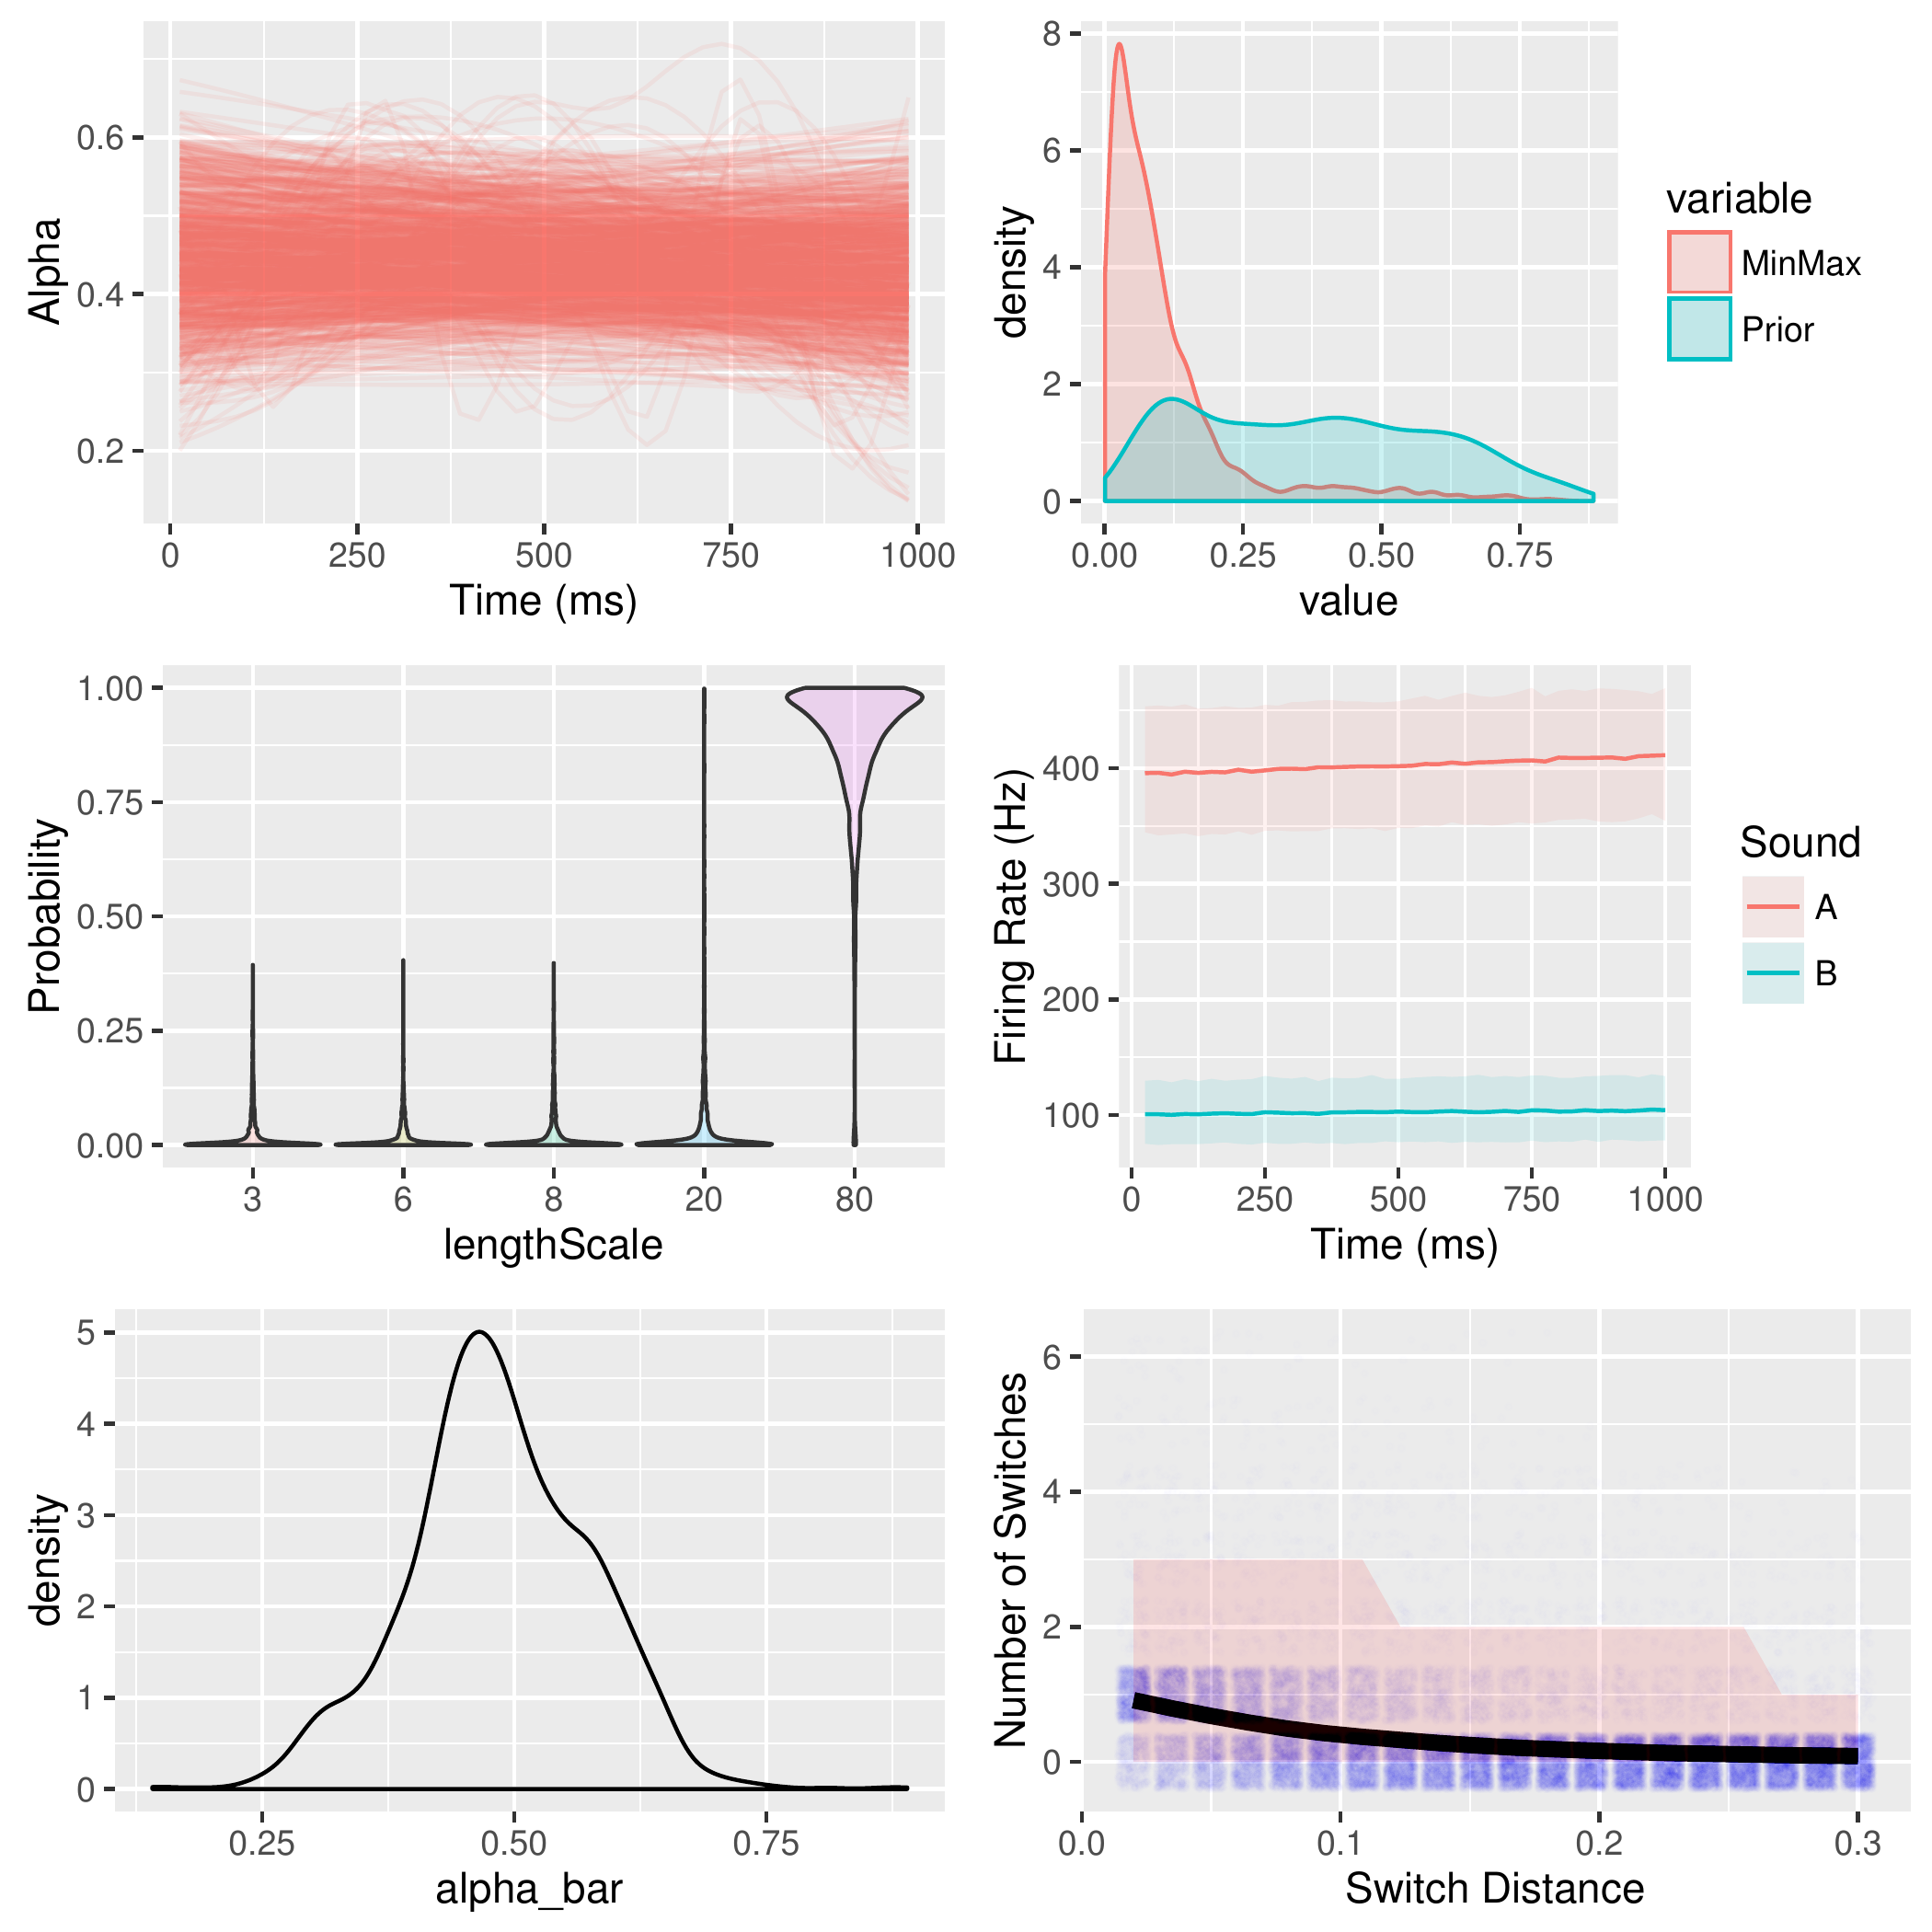 Alpha
0.6
0.4
0.2
0 250 500 750 1000
Time (ms)
density
8
6
4
2
0
0.00 0.25 0.50 0.75
value
variable
MinMax
Prior
Probability
1.00
0.75
0.50
0.25
0.00
3 6 8 20 80
lengthScale
Firing Rate (Hz)
400
300
200
100
0 250 500 750 1000
Time (ms)
Sound
A
B
density
5
4
3
2
1
0
0.25 0.50 0.75
alpha_bar
Number of Switches
6
4
2
0
0.0 0.1 0.2 0.3
Switch Distance